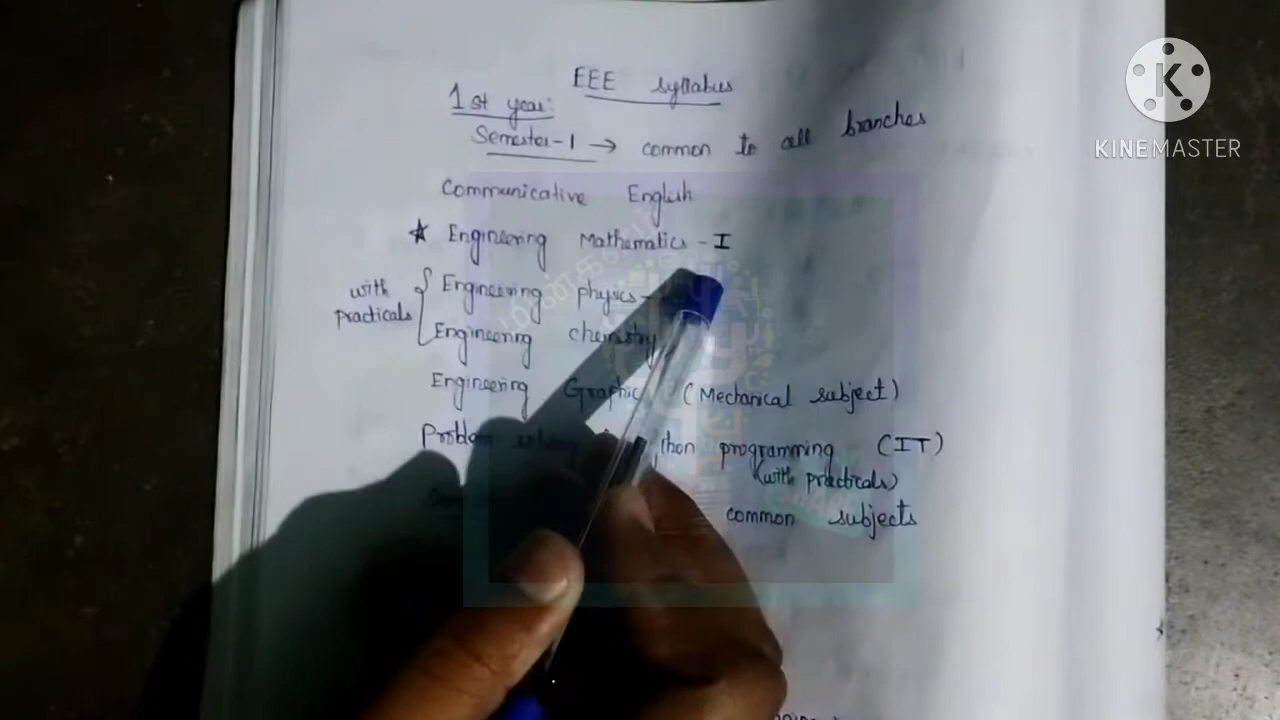 EEE syllabus
1st year:
Semester-1 → common to all branches
Communicative English
★ Engineering Mathematics - I
with practicals
Engineering physics -
Engineering chemistry
Engineering Graphic (Mechanical subject)
Problem thon programming (IT)
(with practicals)
common subjects
K
KINEMASTER